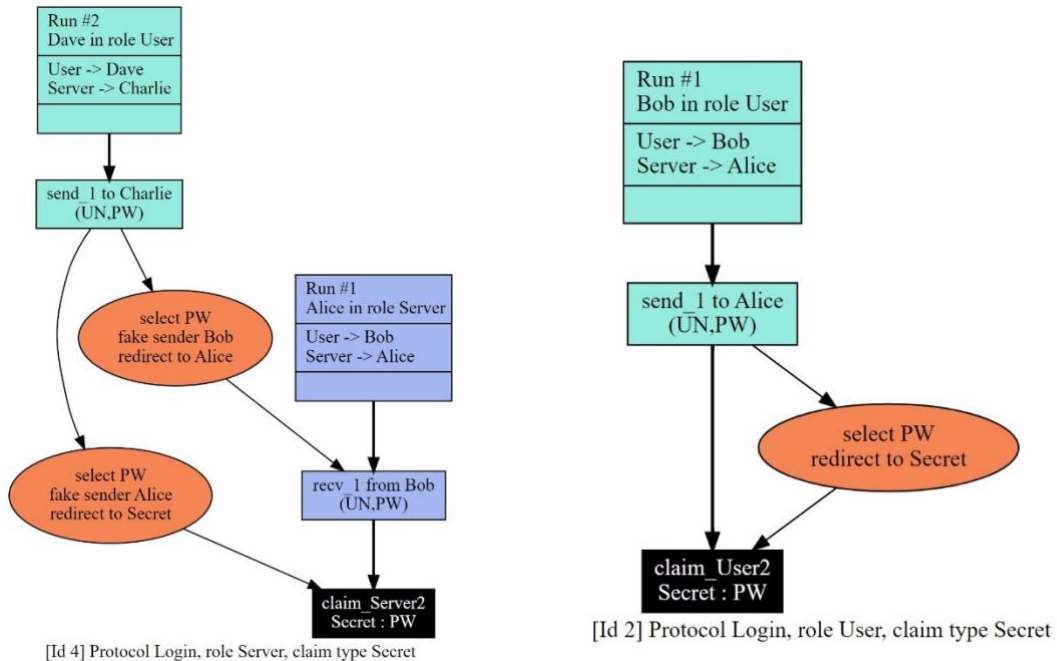 Run #2
Dave in role User
User -> Dave
Server -> Charlie
send_1 to Charlie
(UN,PW)
select PW
fake sender Bob
redirect to Alice
Run #1
Alice in role Server
User -> Bob
Server -> Alice
select PW
fake sender Alice
redirect to Secret
recv_1 from Bob
(UN,PW)
claim_Server2
Secret : PW
[Id 4] Protocol Login, role Server, claim type Secret
Run #1
Bob in role User
User -> Bob
Server -> Alice
send_1 to Alice
(UN,PW)
select PW
redirect to Secret
claim_User2
Secret : PW
[Id 2] Protocol Login, role User, claim type Secret